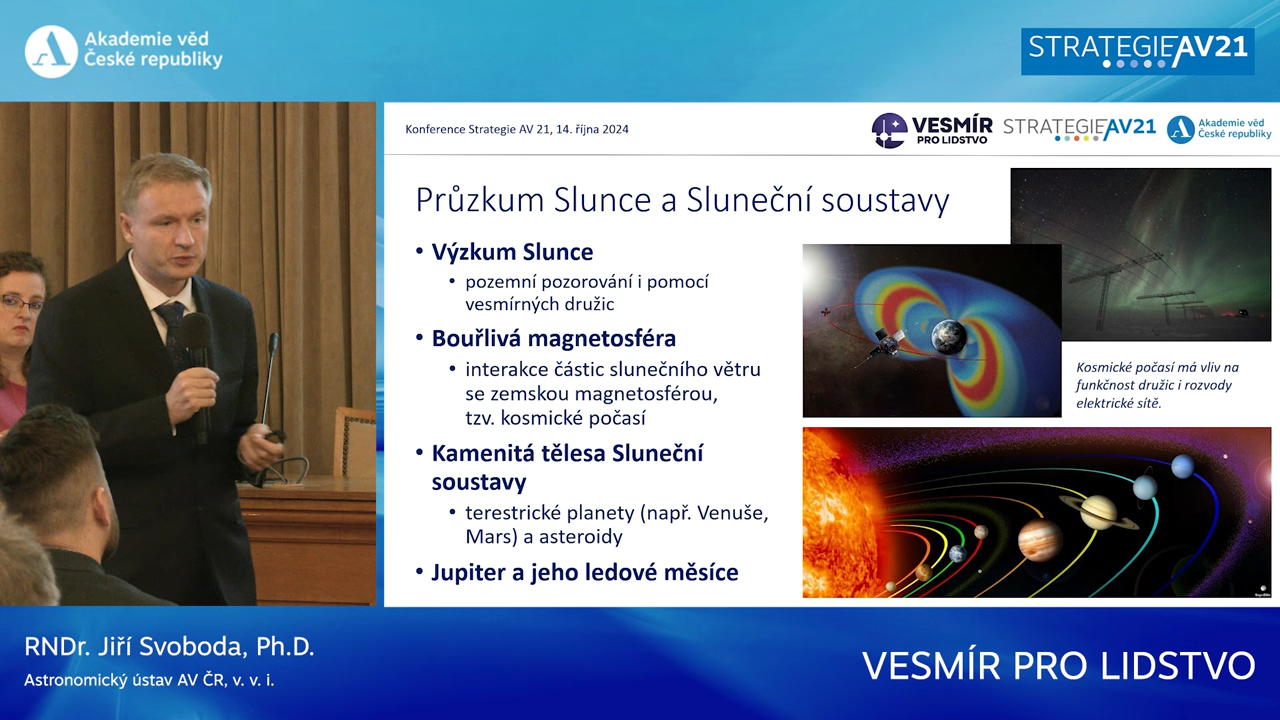 Akademie věd
České republiky
STRATEGIE AV21
Konference Strategie AV 21, 14. října 2024
VESMÍR
PRO LIDSTVO
STRATEGIE AV21
Akademie věd
České republiky
Průzkum Slunce a Sluneční soustavy
• Výzkum Slunce
• pozemní pozorování i pomocí
vesmírných družic
• Bouřlivá magnetosféra
• interakce částic slunečního větru
se zemskou magnetosférou,
tzv. kosmické počasí
• Kamenitá tělesa Sluneční
soustavy
• terestrické planety (např. Venuše,
Mars) a asteroidy
• Jupiter a jeho ledové měsíce
Kosmické počasí má vliv na
funkčnost družic i rozvody
elektrické sítě.
RNDr. Jiří Svoboda, Ph.D.
Astronomický ústav AV ČR, v. v. i.
VESMÍR PRO LIDSTVO